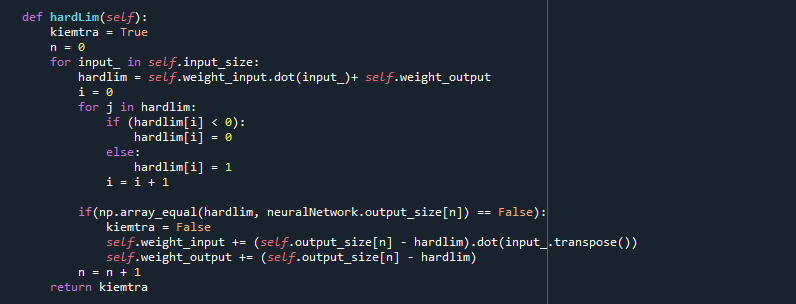 def hardLim(self):
    kiemtra = True
    n = 0
    for input_ in self.input_size:
        hardlim = self.weight_input.dot(input_)+ self.weight_output
        i = 0
        for j in hardlim:
            if (hardlim[i] < 0):
                hardlim[i] = 0
            else:
                hardlim[i] = 1
            i = i + 1

        if(np.array_equal(hardlim, neuralNetwork.output_size[n]) == False):
            kiemtra = False
            self.weight_input += (self.output_size[n] - hardlim).dot(input_.transpose())
            self.weight_output += (self.output_size[n] - hardlim)
        n = n + 1
    return kiemtra